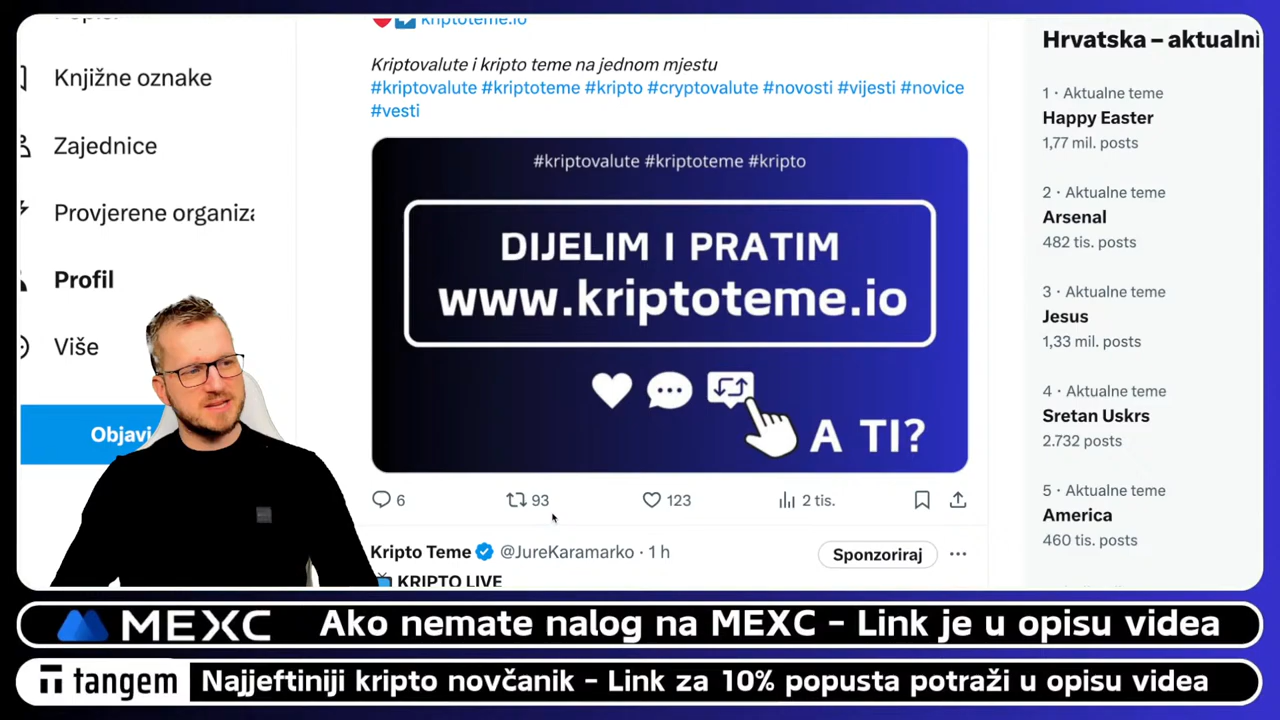 Knjižne oznake
Zajednice
Provjerene organiza
Profil
Više
Objavi
kriptoteme.io
Kriptovalute i kripto teme na jednom mjestu
#kriptovalute #kriptoteme #kripto #cryptovalute #novosti #vijesti #novice
#vesti
#kriptovalute #kriptoteme #kripto
DIJELIM I PRATIM
www.kriptoteme.io
A TI?
6 93 123 2 tis.
Kripto Teme @JureKaramarko · 1 h
Sponzoriraj
KRIPTO LIVE
Hrvatska – aktualni
1 · Aktualne teme
Happy Easter
1,77 mil. posts
2 · Aktualne teme
Arsenal
482 tis. posts
3 · Aktualne teme
Jesus
1,33 mil. posts
4 · Aktualne teme
Sretan Uskrs
2.732 posts
5 · Aktualne teme
America
460 tis. posts
MEXC Ako nemate nalog na MEXC – Link je u opisu videa
tangem Najjeftiniji kripto novčanik – Link za 10% popusta potraži u opisu videa